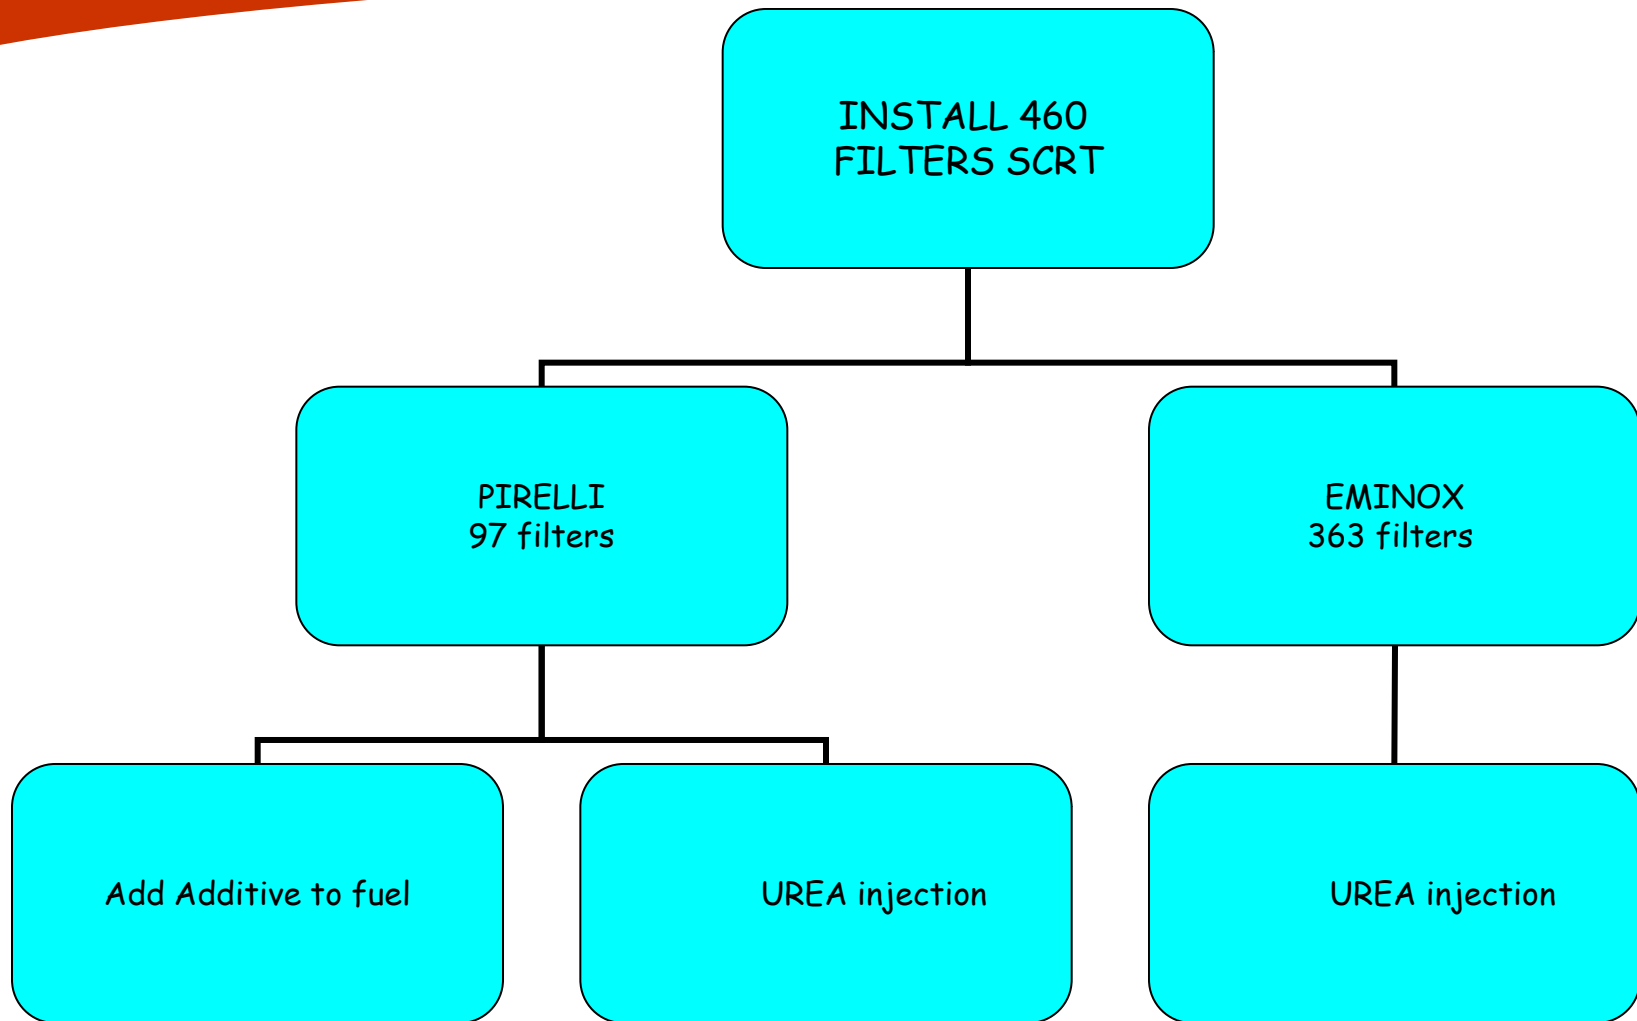 INSTALL 460
FILTERS SCRT
PIRELLI
97 filters
EMINOX
363 filters
Add Additive to fuel
UREA injection
UREA injection